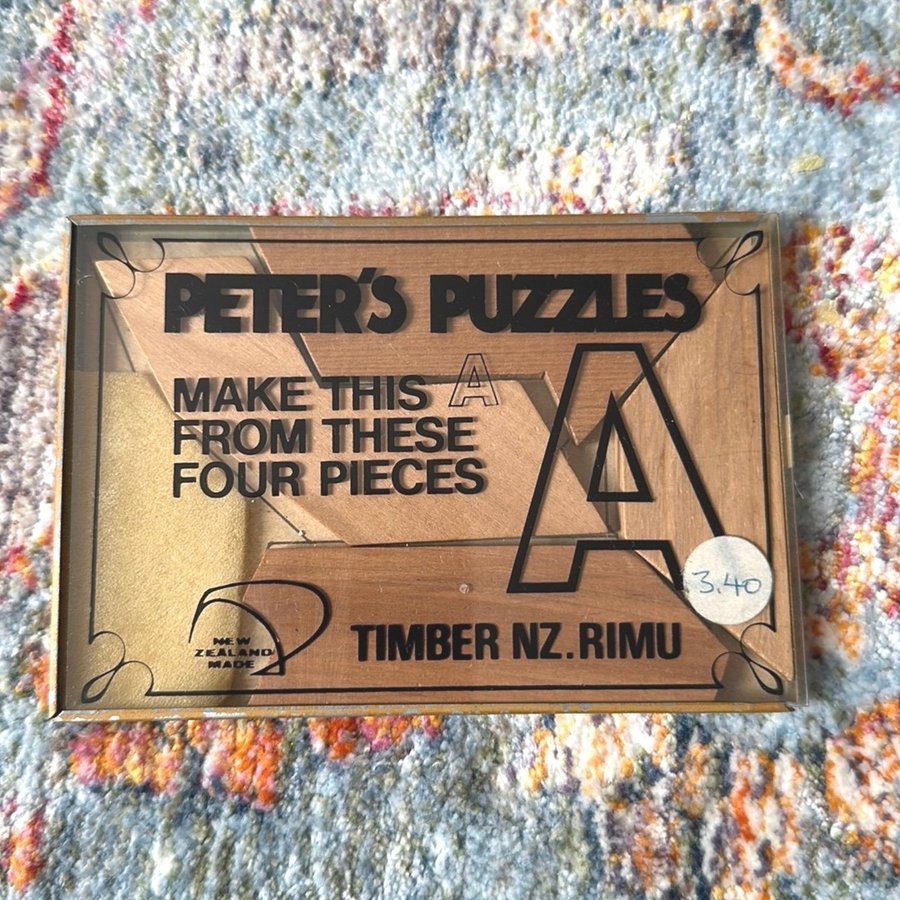 PETER'S PUZZLES
MAKE THIS A
FROM THESE
FOUR PIECES
A
3.40
NEW
ZEALAND
MADE
TIMBER NZ. RIMU